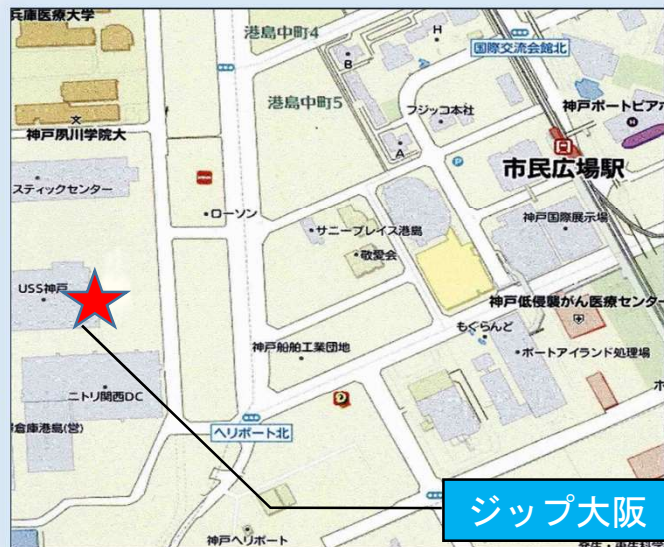 兵庫医療大学
港島中町4
H
国際交流会館北
B
港島中町5
フジッコ本社
神戸ポートピアホ
神戸夙川学院大
A
P
市民広場駅
スティックセンター
ローソン
神戸国際展示場
サニープレイス港島
敬愛会
USS神戸
神戸低侵襲がん医療センター
もぐらんど
神戸船舶工業団地
ポートアイランド処理場
ニトリ関西DC
倉庫港島(営)
ヘリポート北
ジップ大阪
神戸ヘリポート